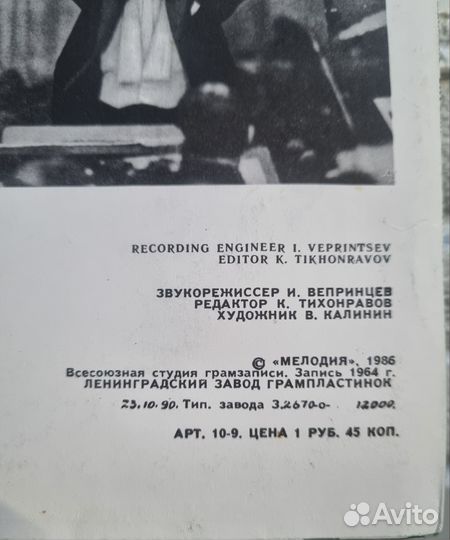 RECORDING ENGINEER I. VEPRINTSEV
EDITOR K. TIKHONRAVOV
ЗВУКОРЕЖИССЕР И. ВЕПРИНЦЕВ
РЕДАКТОР К. ТИХОНРАВОВ
ХУДОЖНИК В. КАЛИНИН
© «МЕЛОДИЯ», 1986
Всесоюзная студия грамзаписи. Запись 1964 г.
ЛЕНИНГРАДСКИЙ ЗАВОД ГРАМПЛАСТИНОК
23.10.90. Тип. завода З.2670-0- 12000.
АРТ. 10-9. ЦЕНА 1 РУБ. 45 КОП.
Avito